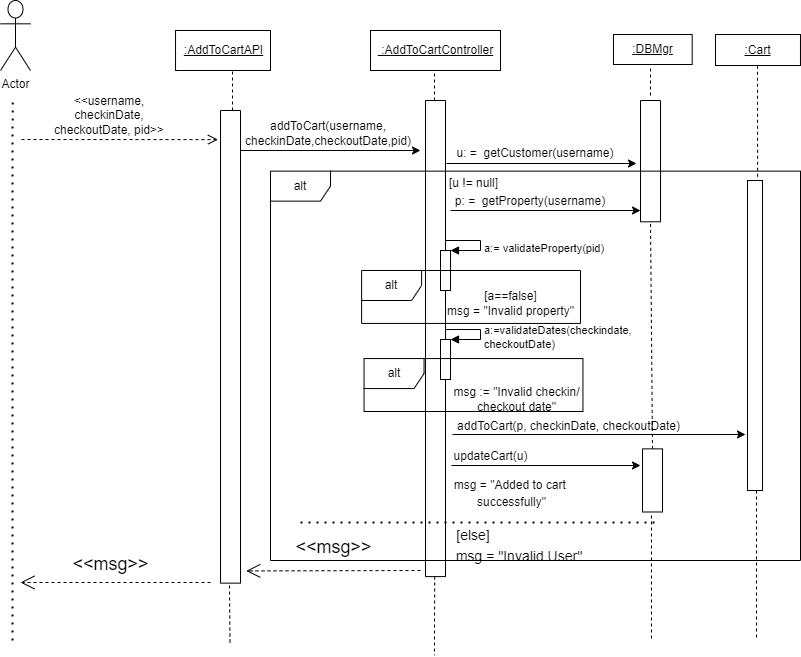 :AddToCartAPI
:AddToCartController
:DBMgr
:Cart
Actor
<<username,
checkinDate,
checkoutDate, pid>>
addToCart(username,
checkinDate,checkoutDate,pid)
u: = getCustomer(username)
alt
[u != null]
p: = getProperty(username)
a:= validateProperty(pid)
alt
[a==false]
msg = "Invalid property"
a:=validateDates(checkindate,
checkoutDate)
alt
msg := "Invalid checkin/
checkout date"
addToCart(p, checkinDate, checkoutDate)
updateCart(u)
msg = "Added to cart
successfully"
[else]
<<msg>>
msg = "Invalid User"
<<msg>>